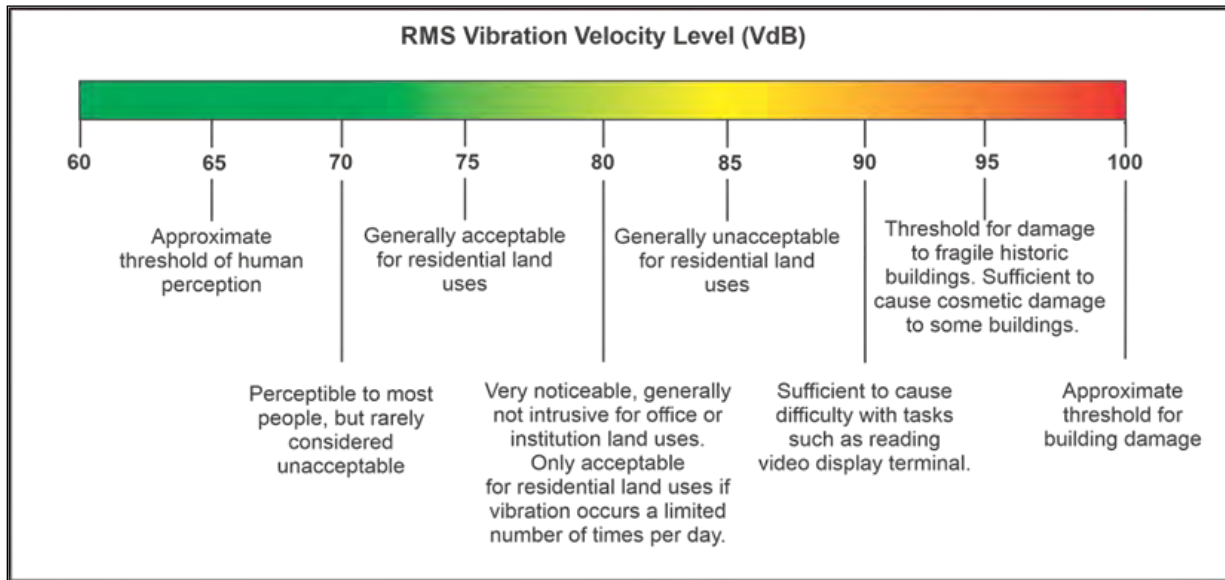 RMS Vibration Velocity Level (VdB)
60 65 70 75 80 85 90 95 100
Approximate
threshold of human
perception
Generally acceptable
for residential land
uses
Generally unacceptable
for residential land
uses
Threshold for damage
to fragile historic
buildings. Sufficient to
cause cosmetic damage
to some buildings.
Perceptible to most
people, but rarely
considered
unacceptable
Very noticeable, generally
not intrusive for office or
institution land uses.
Only acceptable
for residential land uses if
vibration occurs a limited
number of times per day.
Sufficient to cause
difficulty with tasks
such as reading
video display terminal.
Approximate
threshold for
building damage